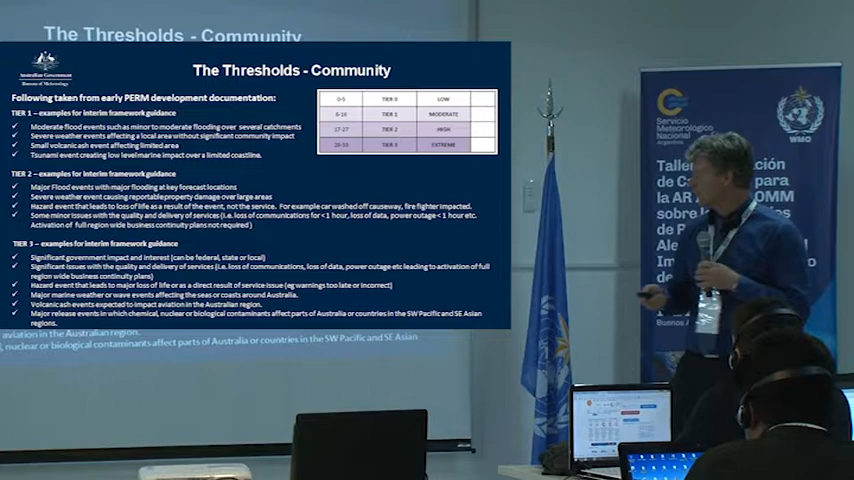 The Thresholds - Community
Australian Government
Bureau of Meteorology
The Thresholds - Community
Following taken from early PERM development documentation:
0-5 TIER 0 LOW
6-16 TIER 1 MODERATE
17-27 TIER 2 HIGH
28-33 TIER 3 EXTREME
TIER 1 – examples for interim framework guidance
✓ Moderate flood events such as minor to moderate flooding over several catchments
✓ Severe weather events affecting a local area without significant community impact
✓ Small volcanic ash event affecting limited area
✓ Tsunami event creating low level marine impact over a limited coastline.
TIER 2 – examples for interim framework guidance
✓ Major Flood events with major flooding at key forecast locations
✓ Severe weather event causing reportable property damage over large areas
✓ Hazard event that leads to loss of life as a result of the event, not the service. For example car washed off causeway, fire fighter impacted.
✓ Some minor issues with the quality and delivery of services (i.e. loss of communications for <1 hour, loss of data, power outage <1 hour etc.
Activation of full region wide business continuity plans not required )
TIER 3 – examples for interim framework guidance
✓ Significant government impact and interest (can be federal, state or local)
✓ Significant issues with the quality and delivery of services (i.e. loss of communications, loss of data, power outage etc leading to activation of full
region wide business continuity plans)
✓ Hazard event that leads to major loss of life or as a direct result of service issue (eg warnings too late or incorrect)
✓ Major marine weather or wave events affecting the seas or coasts around Australia.
✓ Volcanic ash events expected to impact aviation in the Australian region.
✓ Major release events in which chemical, nuclear or biological contaminants affect parts of Australia or countries in the SW Pacific and SE Asian
regions.
aviation in the Australian region.
nuclear or biological contaminants affect parts of Australia or countries in the SW Pacific and SE Asian
Servicio
Meteorológico
Nacional
Argentina
WMO
Taller
para
la AR
OMM
sobre
de
Buenos